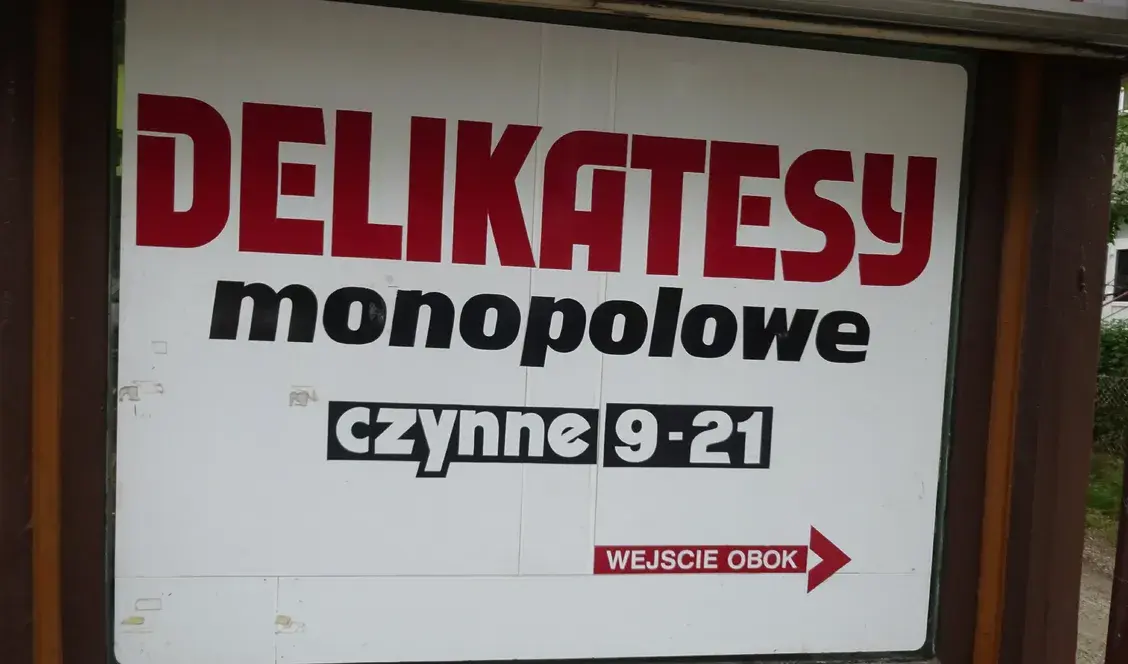 DELIKATESY
monopolowe
czynne 9-21
WEJSCIE OBOK